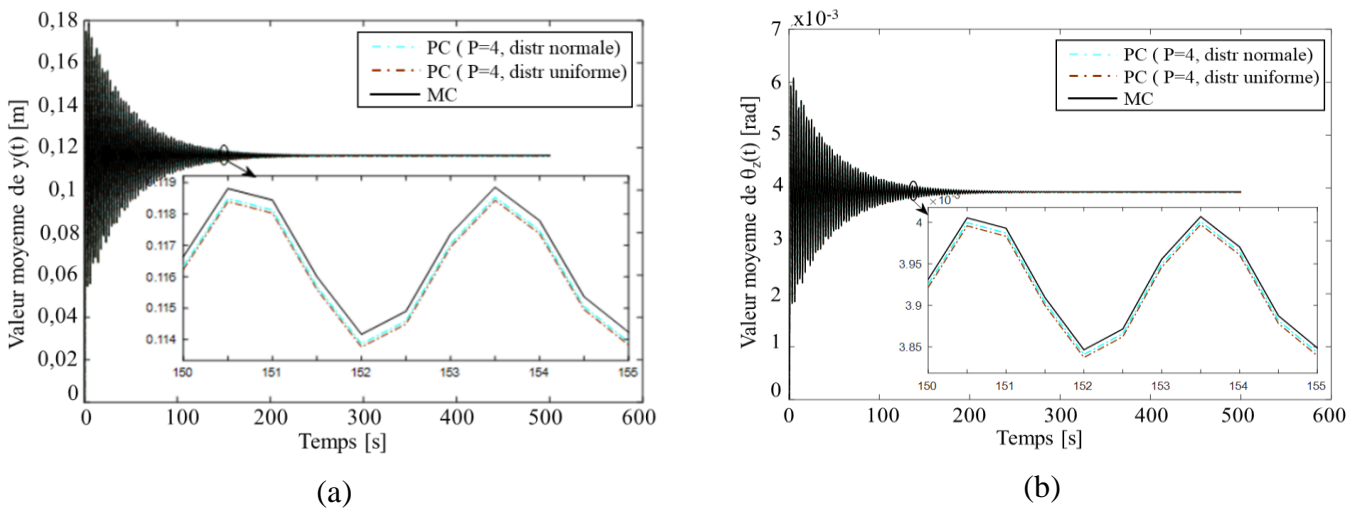 0,18
0,16
0,14
0,12
0,1
0,08
0,06
0,04
0,02
0
Valeur moyenne de y(t) [m]
PC ( P=4, distr normale)
PC ( P=4, distr uniforme)
MC
0.119
0.118
0.117
0.116
0.115
0.114
150 151 152 153 154 155
0 100 200 300 400 500 600
Temps [s]
(a)
x10⁻³
7
6
5
4
3
2
1
0
Valeur moyenne de θz(t) [rad]
PC ( P=4, distr normale)
PC ( P=4, distr uniforme)
MC
×10⁻³
4
3.95
3.9
3.85
150 151 152 153 154 155
0 100 200 300 400 500 600
Temps [s]
(b)